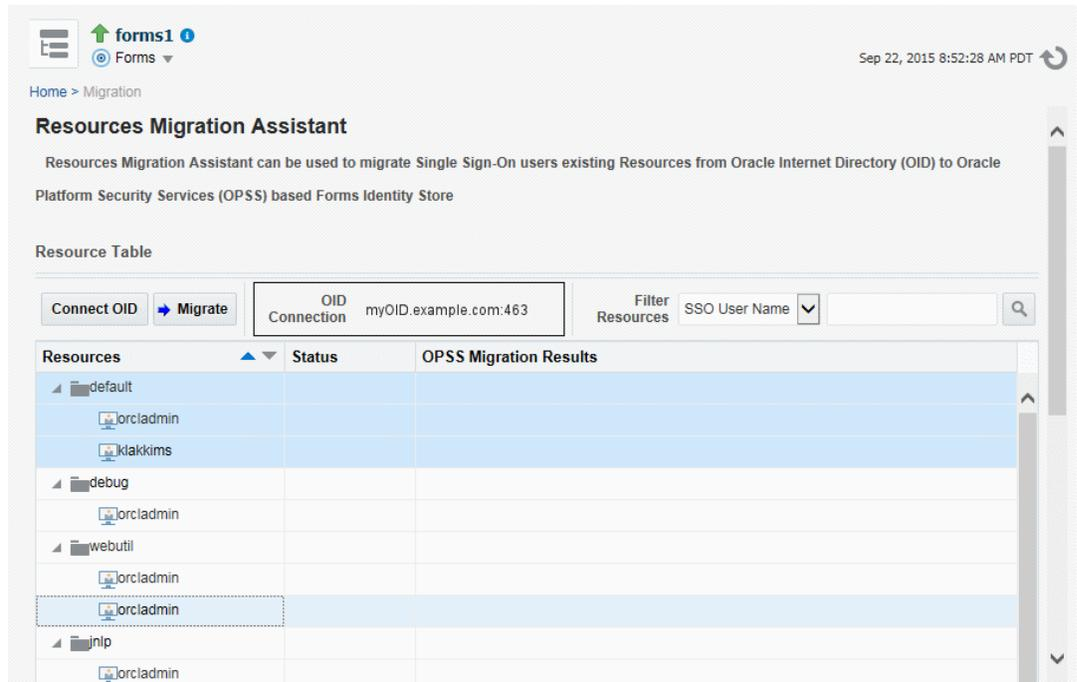 forms1
Forms
Sep 22, 2015 8:52:28 AM PDT
Home > Migration
Resources Migration Assistant
Resources Migration Assistant can be used to migrate Single Sign-On users existing Resources from Oracle Internet Directory (OID) to Oracle
Platform Security Services (OPSS) based Forms Identity Store
Resource Table
Connect OID Migrate OID Connection myOID.example.com:463 Filter Resources SSO User Name
Resources Status OPSS Migration Results
default
orcladmin
klakkims
debug
orcladmin
webutil
orcladmin
orcladmin
jnlp
orcladmin